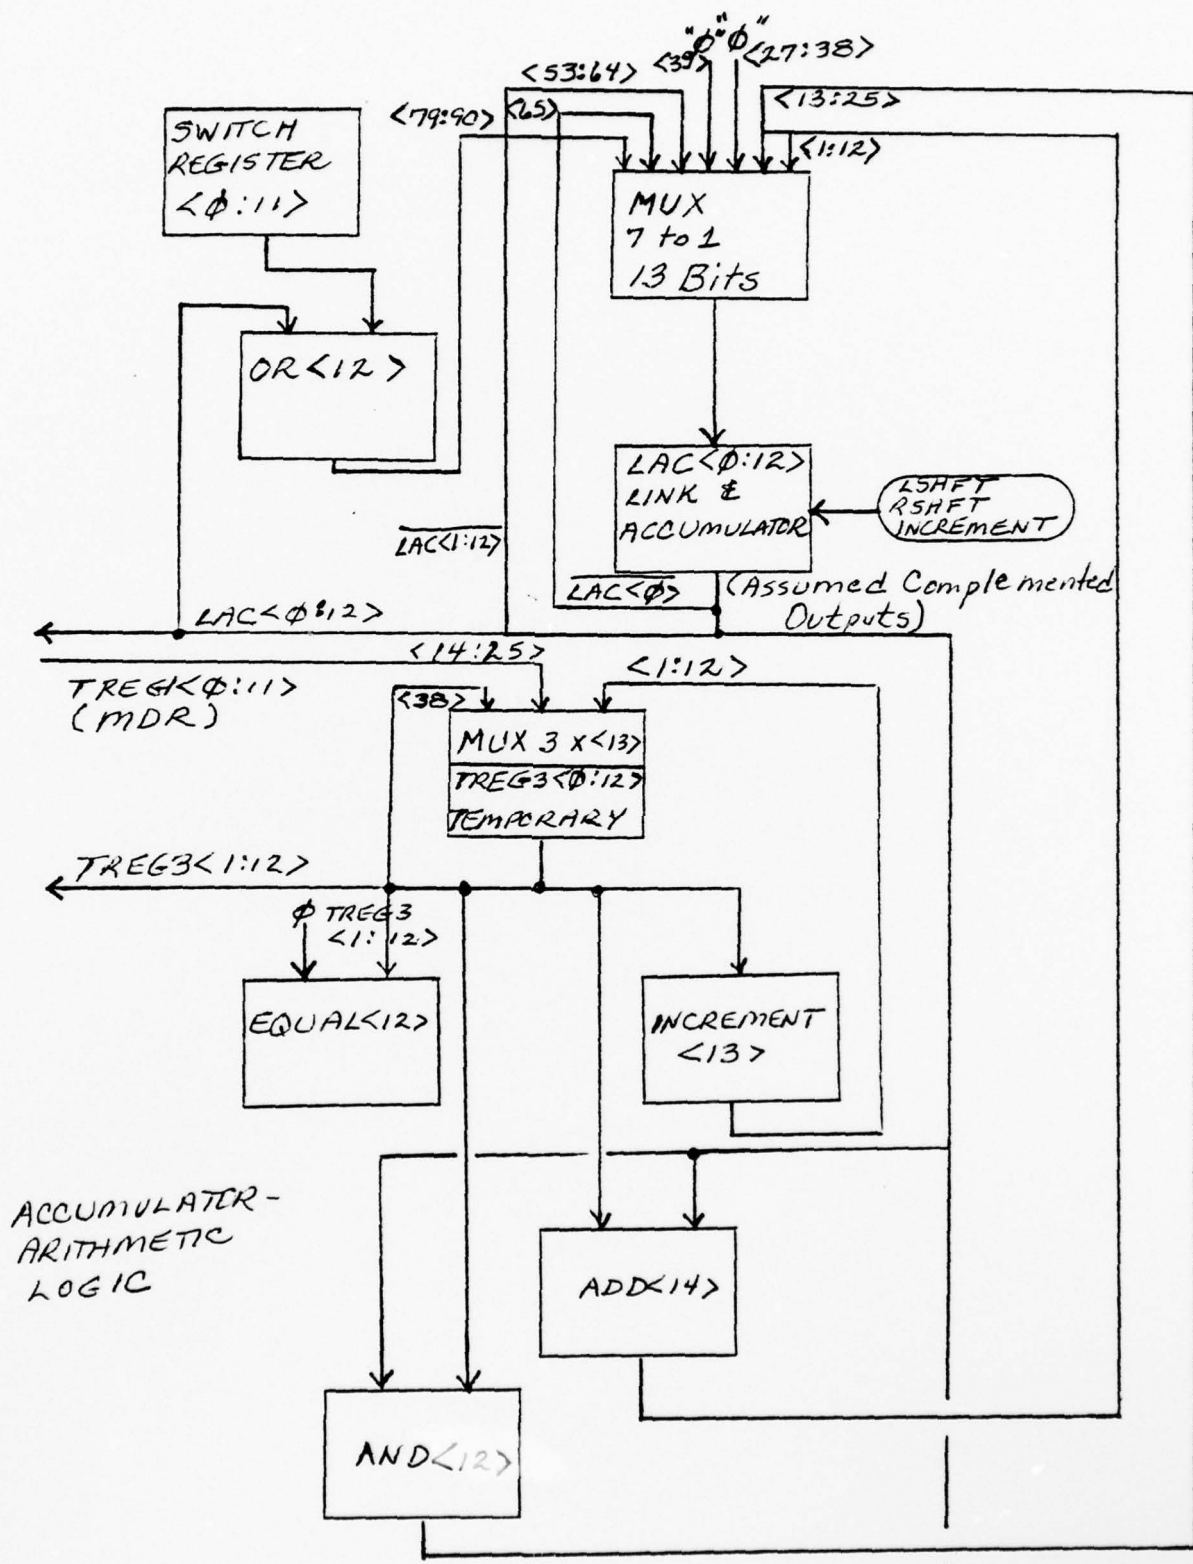 "φ" "φ"
<53:64> <39> <27:38>
<79:90> <65> <13:25>
<1:12>
SWITCH
REGISTER
<φ:11>
MUX
7 to 1
13 Bits
OR<12>
LAC<φ:12>
LINK &
ACCUMULATOR
LSHFT
RSHFT
INCREMENT
LAC<1:12>
LAC<φ>
(Assumed Complemented
Outputs)
LAC<φ:12>
<14:25>
<1:12>
TREG1<φ:11>
(MDR)
<38>
MUX 3 x<13>
TREG3<φ:12>
TEMPORARY
TREG3<1:12>
φ TREG3
<1:12>
EQUAL<12>
INCREMENT
<13>
ACCUMULATOR-
ARITHMETIC
LOGIC
ADD<14>
AND<12>